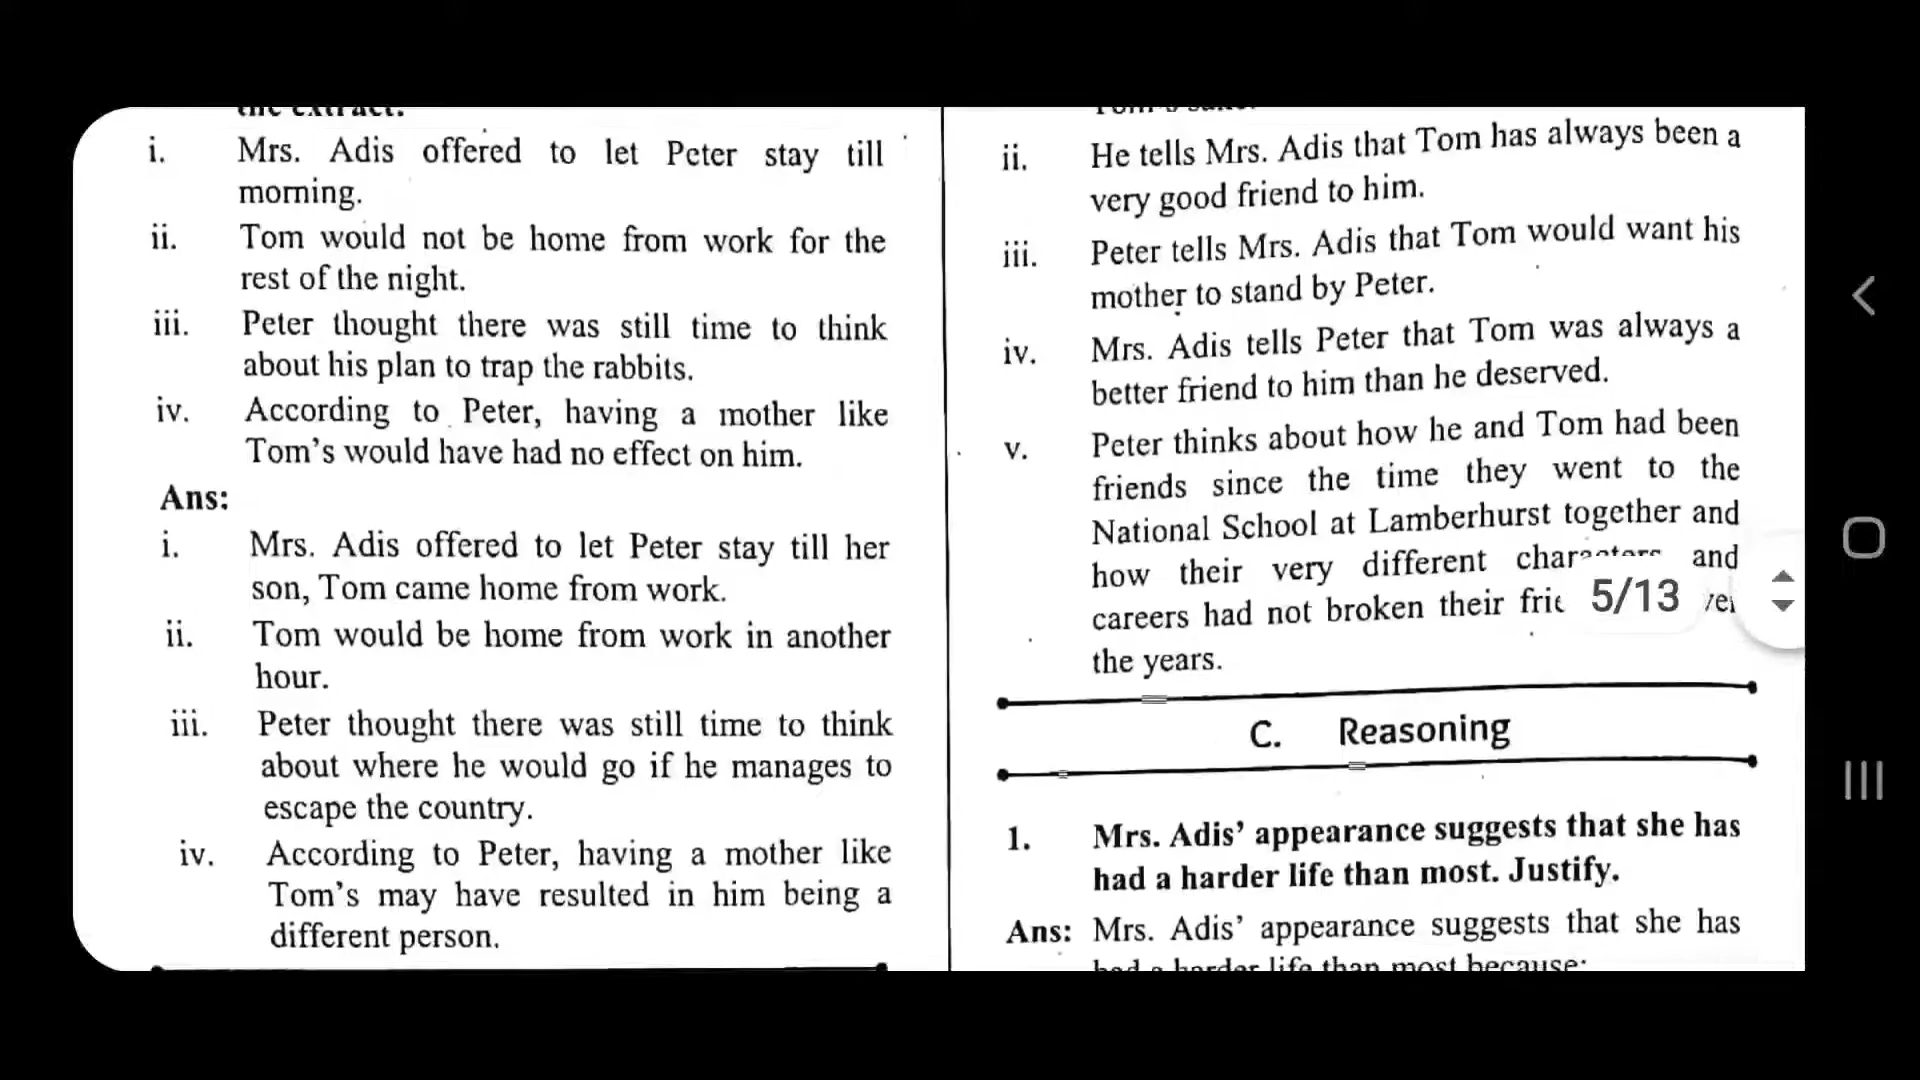 the extract.
i. Mrs. Adis offered to let Peter stay till
morning.
ii. Tom would not be home from work for the
rest of the night.
iii. Peter thought there was still time to think
about his plan to trap the rabbits.
iv. According to Peter, having a mother like
Tom's would have had no effect on him.
Ans:
i. Mrs. Adis offered to let Peter stay till her
son, Tom came home from work.
ii. Tom would be home from work in another
hour.
iii. Peter thought there was still time to think
about where he would go if he manages to
escape the country.
iv. According to Peter, having a mother like
Tom's may have resulted in him being a
different person.
ii. He tells Mrs. Adis that Tom has always been a
very good friend to him.
iii. Peter tells Mrs. Adis that Tom would want his
mother to stand by Peter.
iv. Mrs. Adis tells Peter that Tom was always a
better friend to him than he deserved.
v. Peter thinks about how he and Tom had been
friends since the time they went to the
National School at Lamberhurst together and
how their very different characters and
careers had not broken their
the years.
5/13
C. Reasoning
1. Mrs. Adis' appearance suggests that she has
had a harder life than most. Justify.
Ans: Mrs. Adis' appearance suggests that she has
had a harder life than most because: